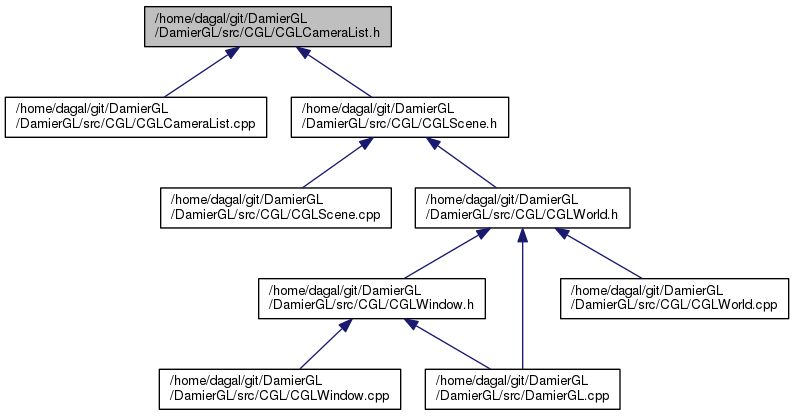 /home/dagal/git/DamierGL
/DamierGL/src/CGL/CGLCameraList.h
/home/dagal/git/DamierGL
/DamierGL/src/CGL/CGLCameraList.cpp
/home/dagal/git/DamierGL
/DamierGL/src/CGL/CGLScene.h
/home/dagal/git/DamierGL
/DamierGL/src/CGL/CGLScene.cpp
/home/dagal/git/DamierGL
/DamierGL/src/CGL/CGLWorld.h
/home/dagal/git/DamierGL
/DamierGL/src/CGL/CGLWindow.h
/home/dagal/git/DamierGL
/DamierGL/src/CGL/CGLWorld.cpp
/home/dagal/git/DamierGL
/DamierGL/src/CGL/CGLWindow.cpp
/home/dagal/git/DamierGL
/DamierGL/src/DamierGL.cpp